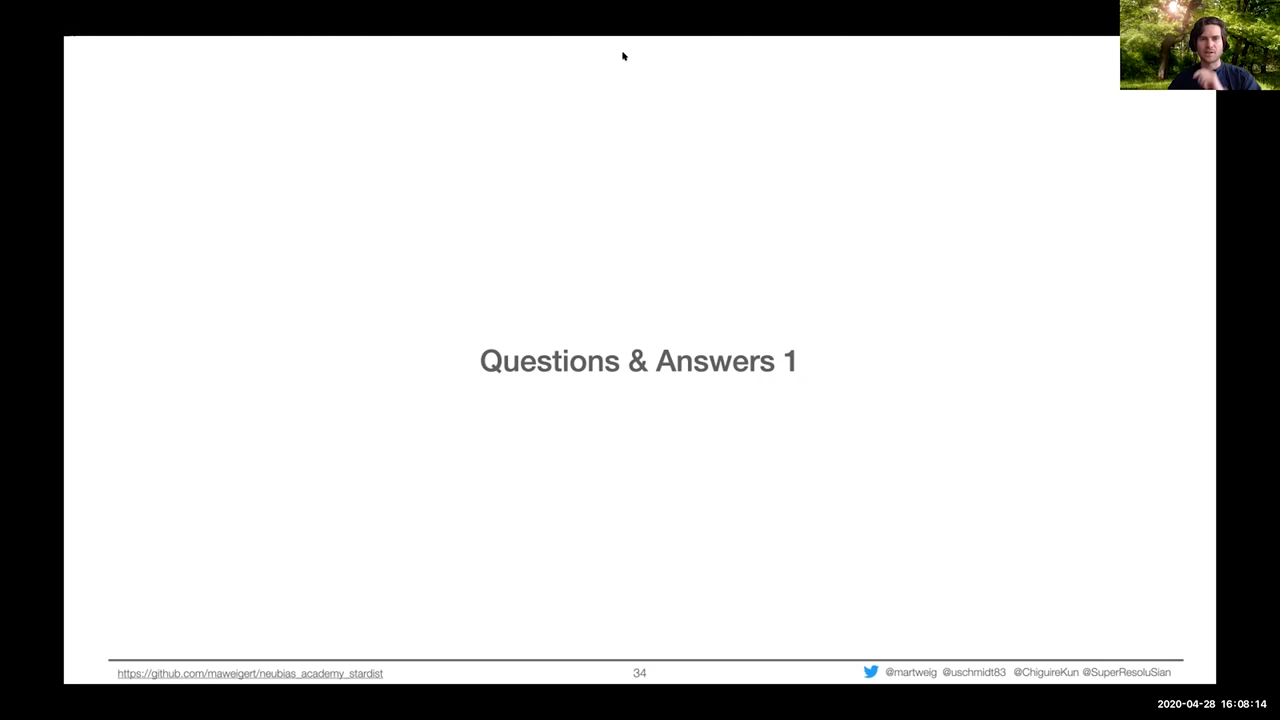 Questions & Answers 1
https://github.com/maweigert/neubias_academy_stardist
34
@martweig @uschmidt83 @ChiguireKun @SuperResoluSian
2020-04-28 16:08:14